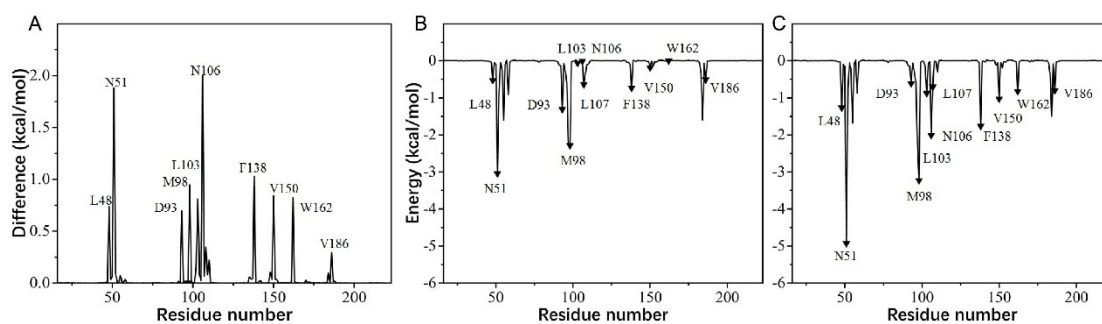 A
Difference (kcal/mol)
2.0
1.5
1.0
0.5
0.0
N51
N106
L103
M98
L48
D93
F138
V150
W162
V186
50
100
150
200
Residue number
B
Energy (kcal/mol)
0
-1
-2
-3
-4
-5
-6
L103
N106
W162
L48
D93
L107
F138
V150
V186
M98
N51
50
100
150
200
Residue number
C
0
-1
-2
-3
-4
-5
-6
L48
D93
L107
N106
L103
M98
F138
V150
W162
V186
N51
50
100
150
200
Residue number